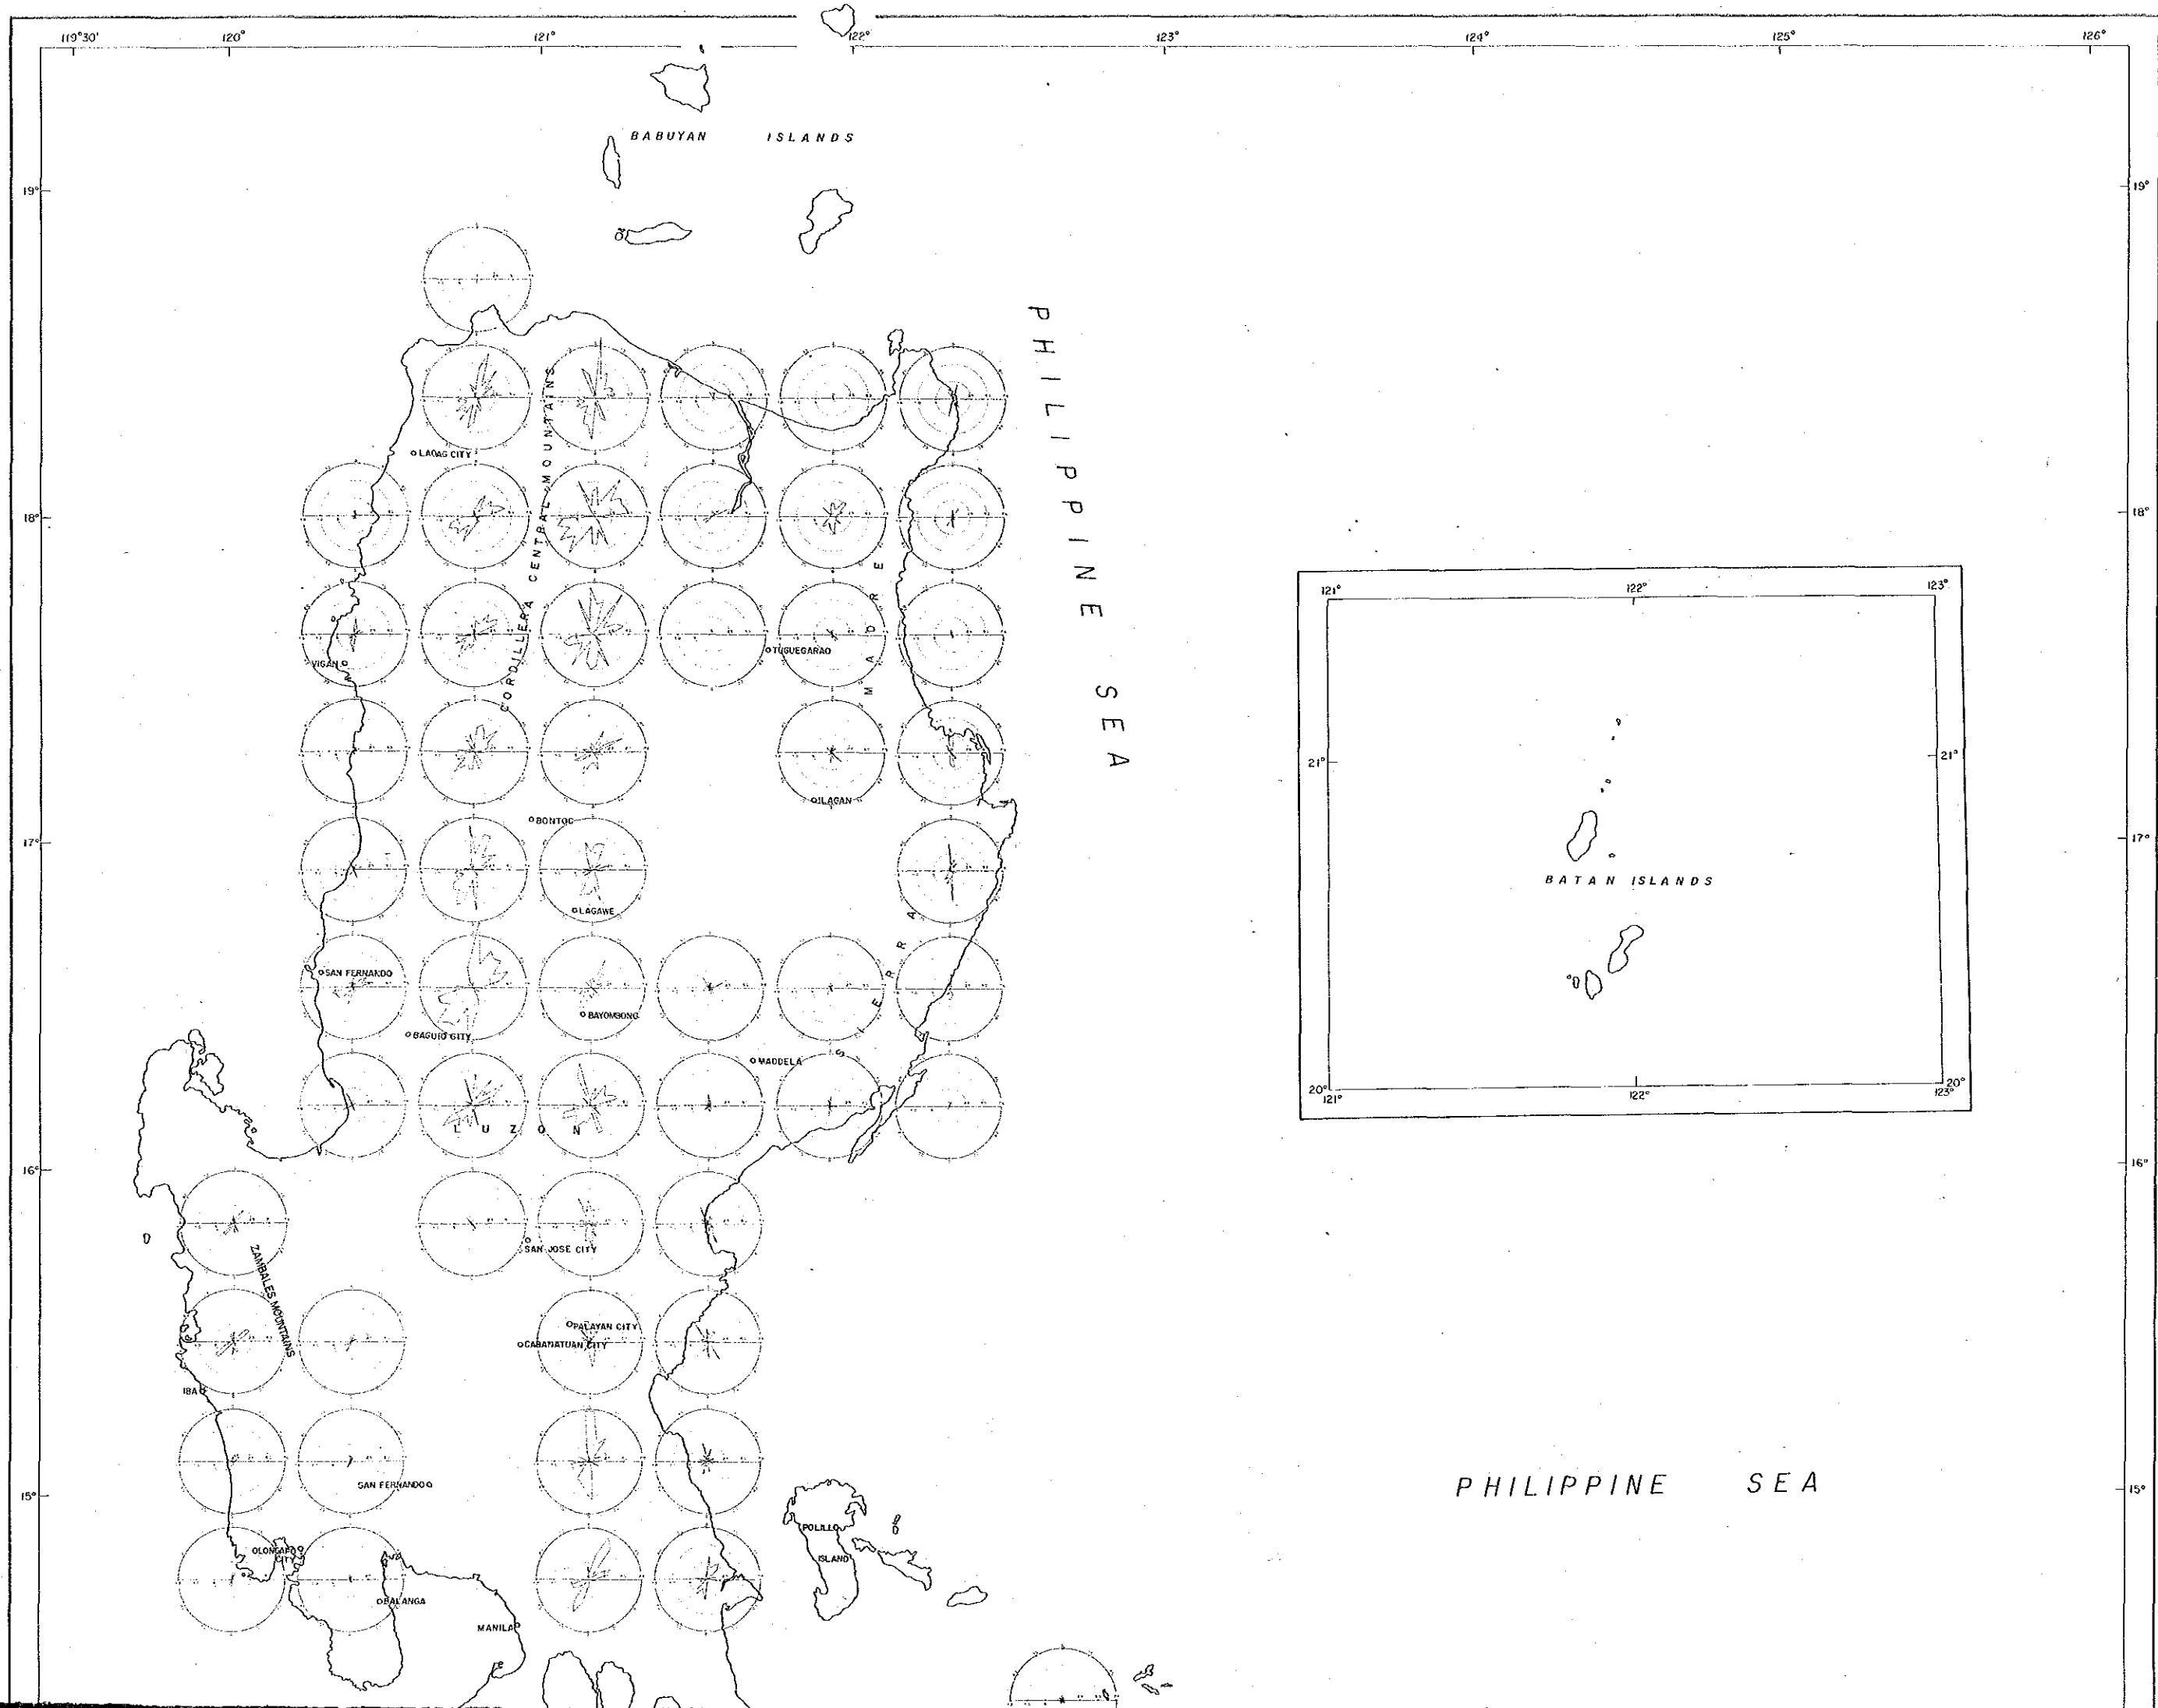 119°30'
120°
121°
122°
123°
124°
125°
126°
BABUYAN ISLANDS
19°
19°
PHILIPPINE SEA
CORDILLERA CENTRAL MOUNTAINS
LAOAG CITY
18°
18°
SIERRA MADRE
VIGAN
TUGUEGARAO
121°
122°
123°
21°
21°
BATAN ISLANDS
20°
20°
121°
122°
123°
ILAGAN
BONTOC
17°
17°
LAGAWE
SAN FERNANDO
BAYOMBONG
BAGUIO CITY
MADDELA
LUZON
16°
16°
SAN JOSE CITY
ZAMBALES MOUNTAINS
PALAYAN CITY
CABANATUAN CITY
IBA
SAN FERNANDO
15°
15°
PHILIPPINE SEA
POLILLO
ISLAND
OLONGAPO
CITY
BALANGA
MANILA